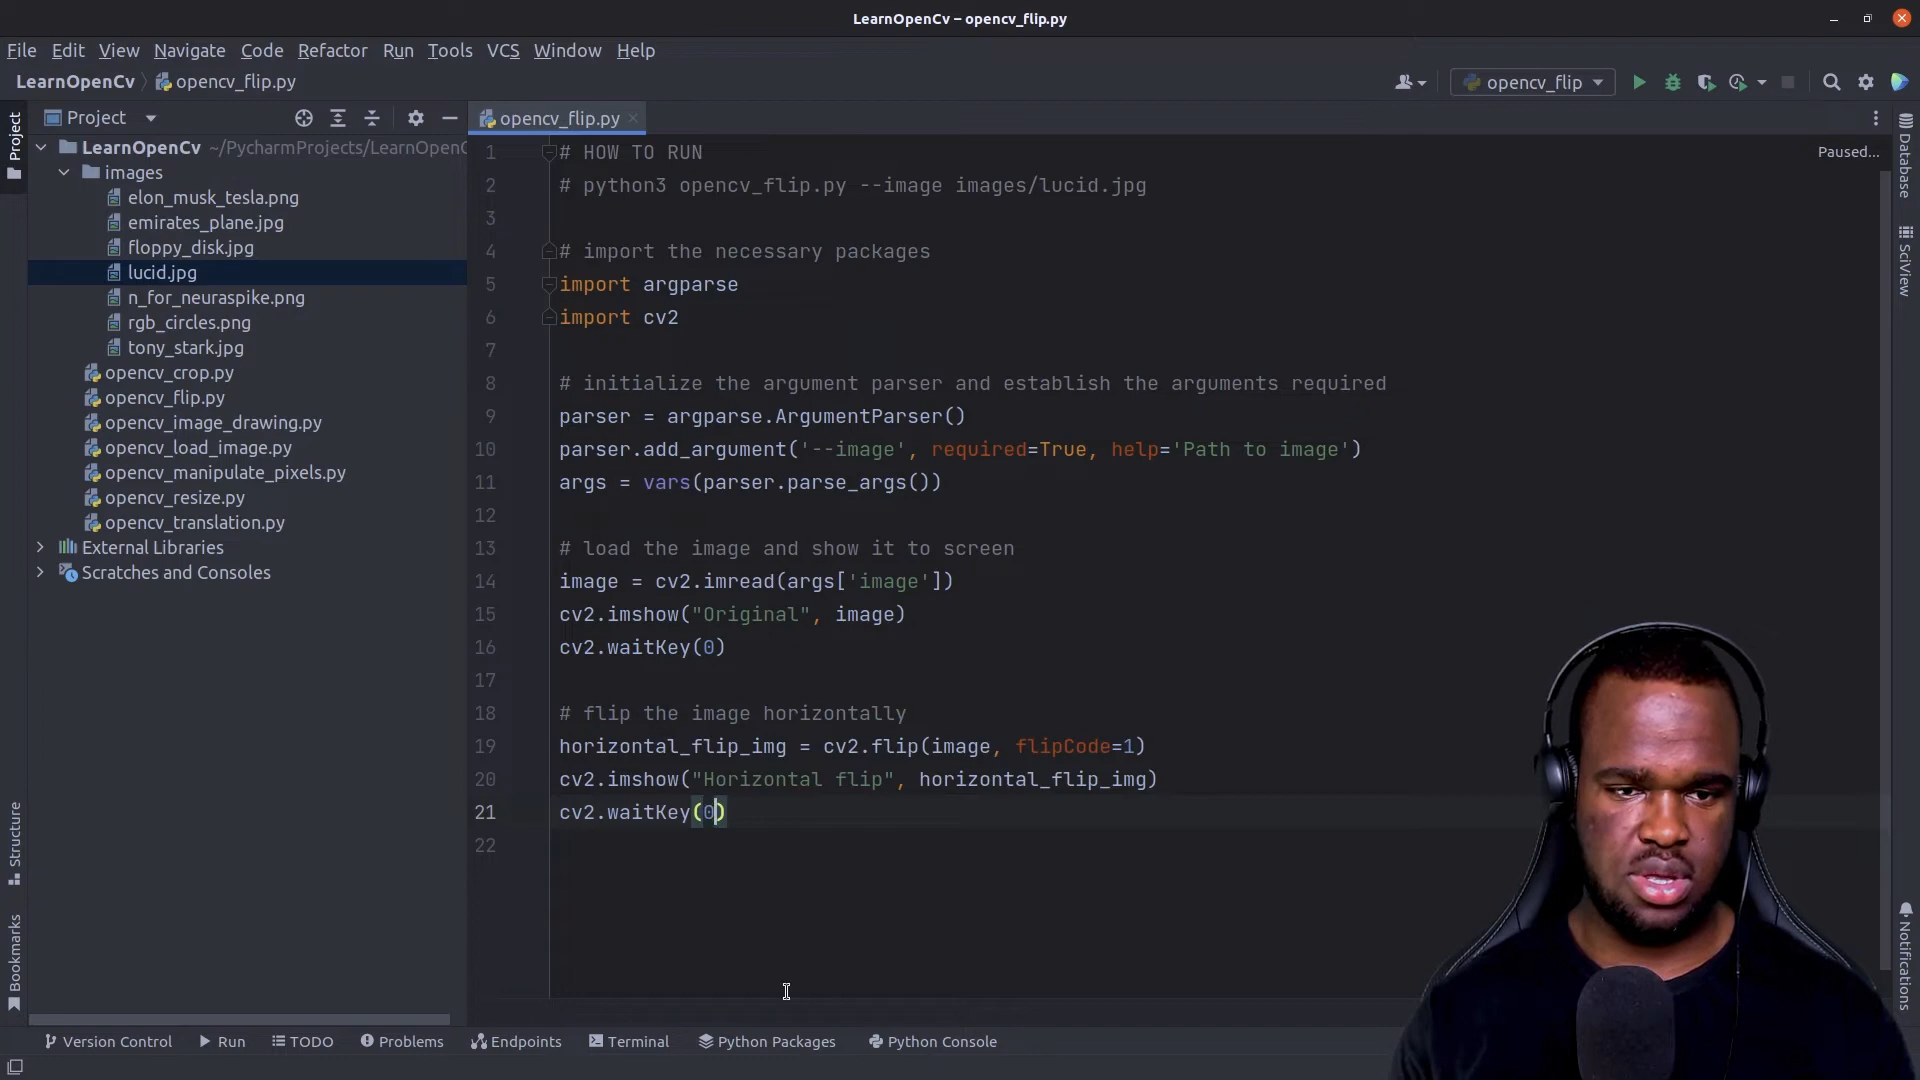 LearnOpenCv – opencv_flip.py
File Edit View Navigate Code Refactor Run Tools VCS Window Help
LearnOpenCv opencv_flip.py
opencv_flip
Project
opencv_flip.py
Project
LearnOpenCv ~/PycharmProjects/LearnOpenC
images
elon_musk_tesla.png
emirates_plane.jpg
floppy_disk.jpg
lucid.jpg
n_for_neuraspike.png
rgb_circles.png
tony_stark.jpg
opencv_crop.py
opencv_flip.py
opencv_image_drawing.py
opencv_load_image.py
opencv_manipulate_pixels.py
opencv_resize.py
opencv_translation.py
External Libraries
Scratches and Consoles
Structure
Bookmarks
1 # HOW TO RUN
2 # python3 opencv_flip.py --image images/lucid.jpg
3
4 # import the necessary packages
5 import argparse
6 import cv2
7
8 # initialize the argument parser and establish the arguments required
9 parser = argparse.ArgumentParser()
10 parser.add_argument('--image', required=True, help='Path to image')
11 args = vars(parser.parse_args())
12
13 # load the image and show it to screen
14 image = cv2.imread(args['image'])
15 cv2.imshow("Original", image)
16 cv2.waitKey(0)
17
18 # flip the image horizontally
19 horizontal_flip_img = cv2.flip(image, flipCode=1)
20 cv2.imshow("Horizontal flip", horizontal_flip_img)
21 cv2.waitKey(0)
22
Paused...
Database
SciView
Notifications
Version Control Run TODO Problems Endpoints Terminal Python Packages Python Console